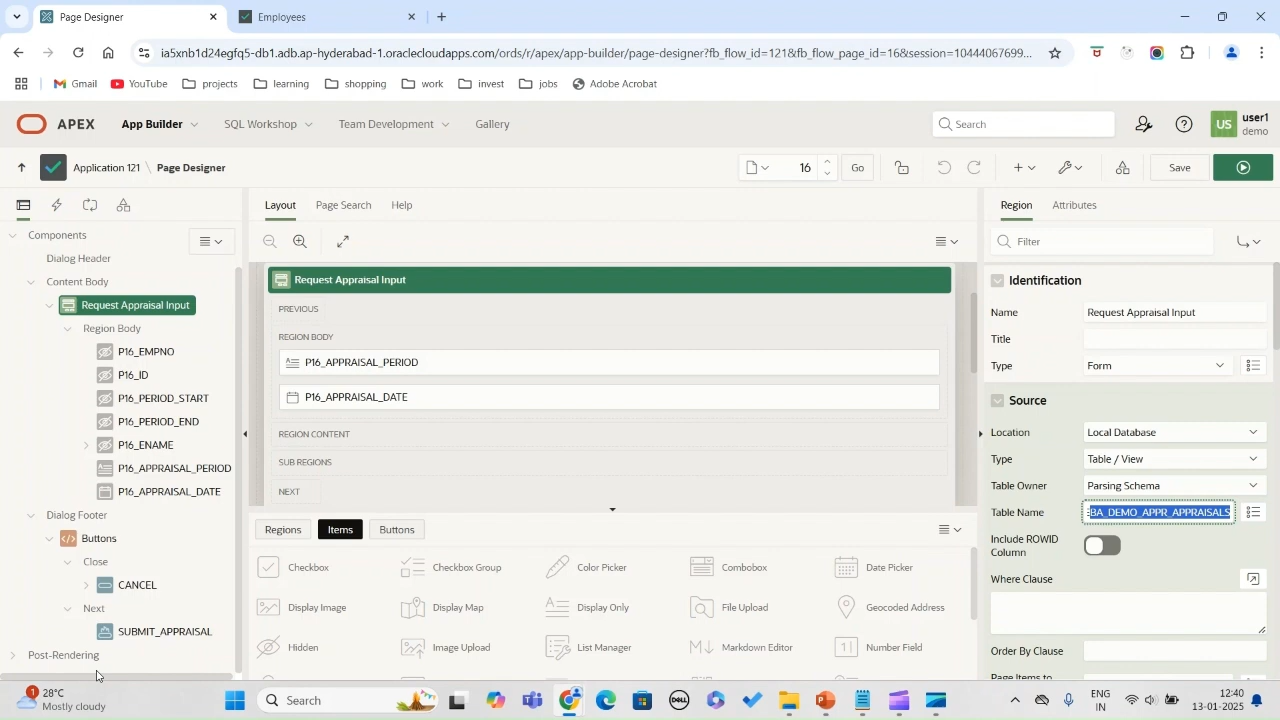 Page Designer
Employees
ia5xnb1d24egfq5-db1.adb.ap-hyderabad-1.oraclecloudapps.com/ords/r/apex/app-builder/page-designer?fb_flow_id=121&fb_flow_page_id=16&session=10444067699...
Gmail YouTube projects learning shopping work invest jobs Adobe Acrobat
APEX App Builder SQL Workshop Team Development Gallery Search US user1
demo
Application 121 \ Page Designer 16 Go Save
Layout Page Search Help
Region Attributes
Components
Dialog Header
Content Body
Request Appraisal Input
Region Body
P16_EMPNO
P16_ID
P16_PERIOD_START
P16_PERIOD_END
P16_ENAME
P16_APPRAISAL_PERIOD
P16_APPRAISAL_DATE
Dialog Footer
Buttons
Close
CANCEL
Next
SUBMIT_APPRAISAL
Post-Rendering
Request Appraisal Input
PREVIOUS
REGION BODY
P16_APPRAISAL_PERIOD
P16_APPRAISAL_DATE
REGION CONTENT
SUB REGIONS
NEXT
Regions Items Buttons
Checkbox Checkbox Group Color Picker Combobox Date Picker
Display Image Display Map Display Only File Upload Geocoded Address
Hidden Image Upload List Manager Markdown Editor Number Field
Filter
Identification
Name Request Appraisal Input
Title
Type Form
Source
Location Local Database
Type Table / View
Table Owner Parsing Schema
Table Name EBA_DEMO_APPR_APPRAISALS
Include ROWID
Column
Where Clause
Order By Clause
Page Items to
1 28°C
Mostly cloudy
Search
DELL
ENG
IN
12:40
13-01-2025